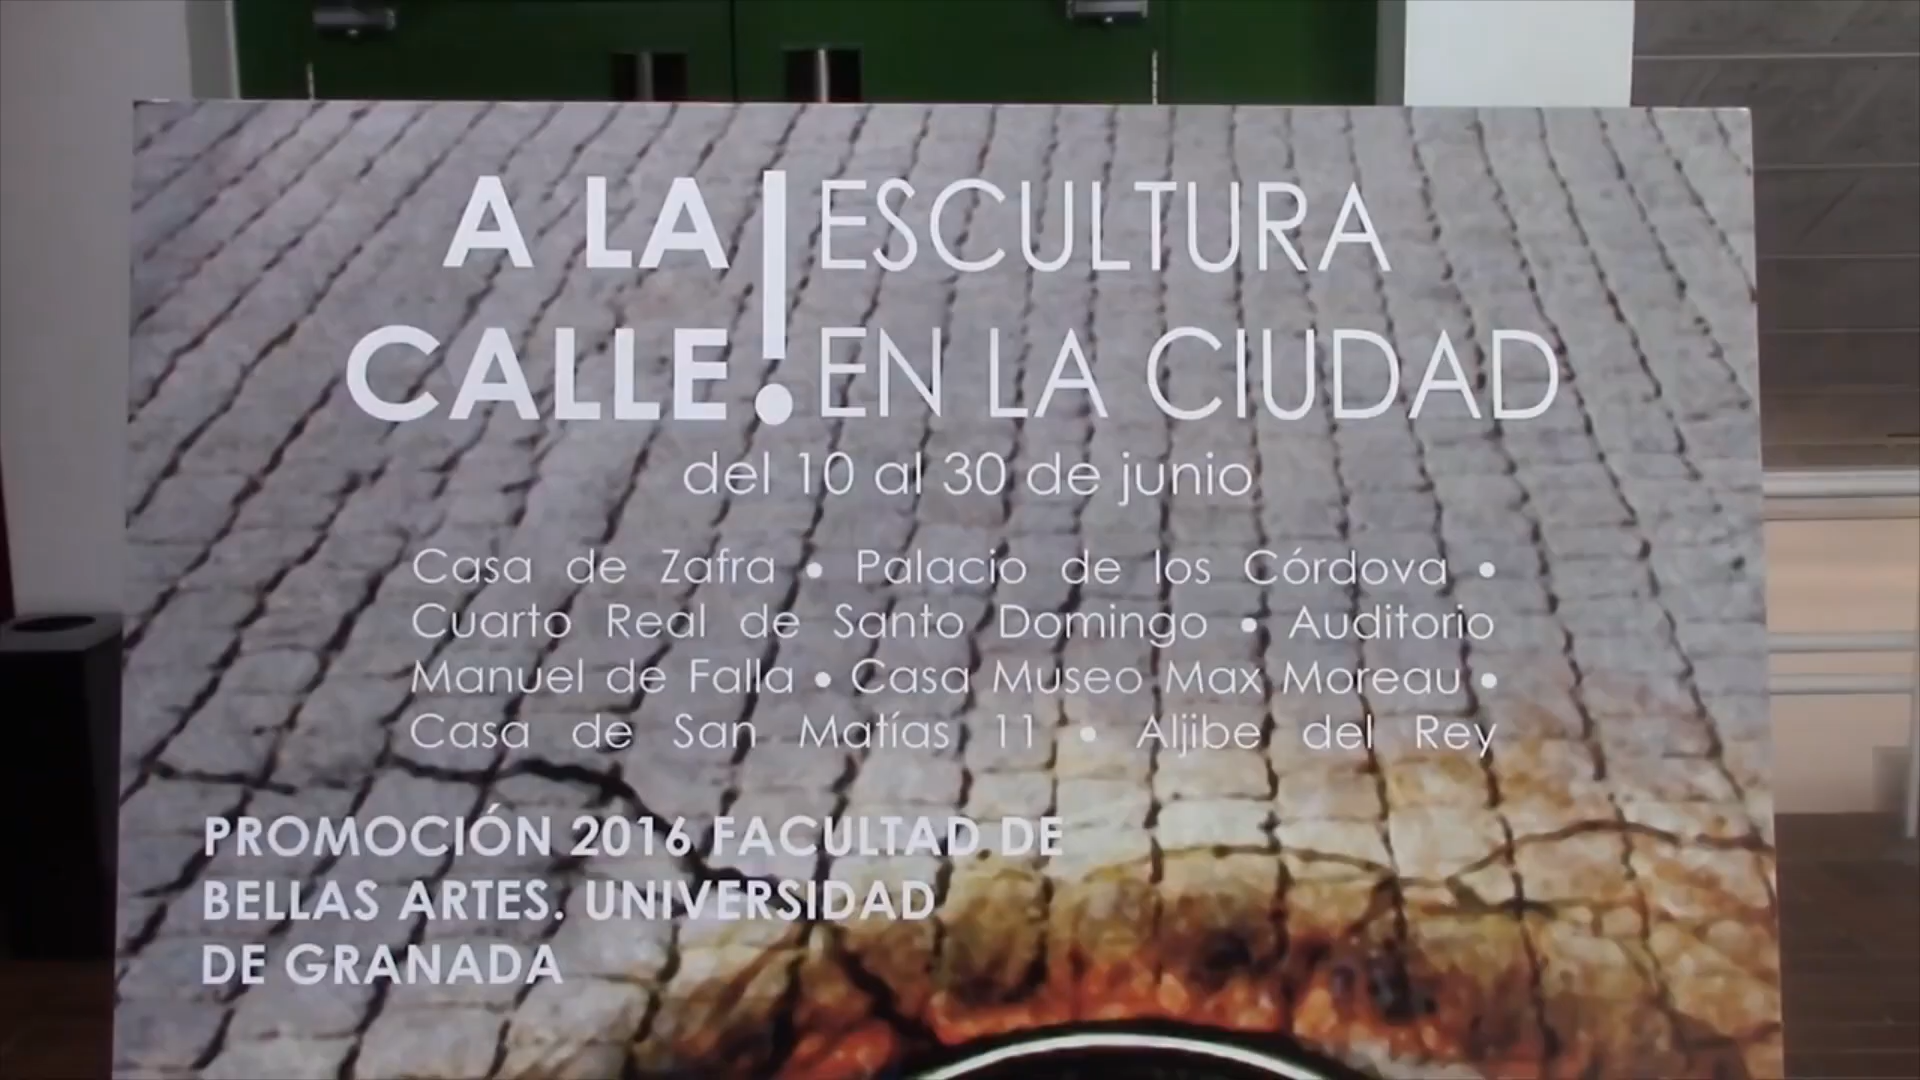 A LA
CALLE
!
ESCULTURA
EN LA CIUDAD
del 10 al 30 de junio
Casa de Zafra • Palacio de los Córdova •
Cuarto Real de Santo Domingo • Auditorio
Manuel de Falla • Casa Museo Max Moreau •
Casa de San Matías 11 • Aljibe del Rey
PROMOCIÓN 2016 FACULTAD DE
BELLAS ARTES. UNIVERSIDAD
DE GRANADA